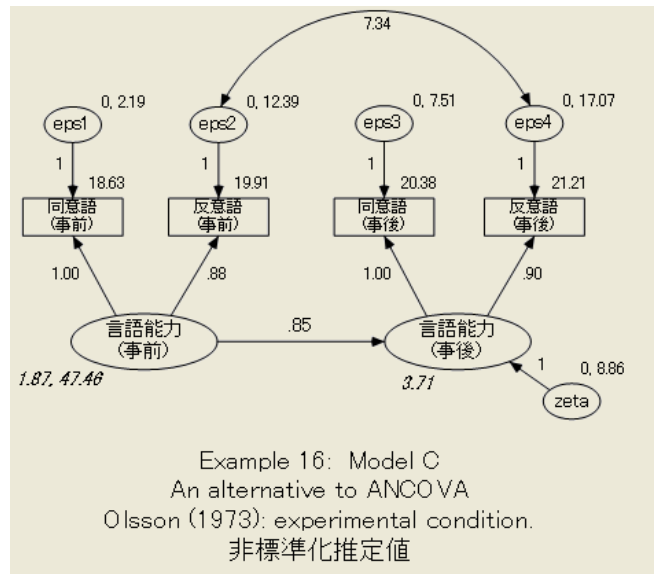 7.34
0, 2.19
0, 12.39
0, 7.51
0, 17.07
eps1
eps2
eps3
eps4
1
1
1
1
18.63
19.91
20.38
21.21
同意語
(事前)
反意語
(事前)
同意語
(事後)
反意語
(事後)
1.00
.88
1.00
.90
言語能力
(事前)
.85
言語能力
(事後)
1.87, 47.46
3.71
1
0, 8.86
zeta
Example 16: Model C
An alternative to ANCOVA
Olsson (1973): experimental condition.
非標準化推定値